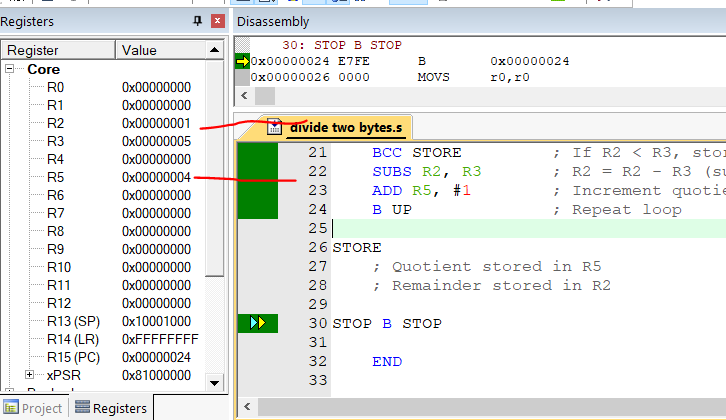 Registers
Register Value
Core
R0 0x00000000
R1 0x00000000
R2 0x00000001
R3 0x00000005
R4 0x00000000
R5 0x00000004
R6 0x00000000
R7 0x00000000
R8 0x00000000
R9 0x00000000
R10 0x00000000
R11 0x00000000
R12 0x00000000
R13 (SP) 0x10001000
R14 (LR) 0xFFFFFFFF
R15 (PC) 0x00000024
xPSR 0x81000000
Project Registers
Disassembly
30: STOP B STOP
0x00000024 E7FE B 0x00000024
0x00000026 0000 MOVS r0,r0
divide two bytes.s
21 BCC STORE ; If R2 < R3, stor
22 SUBS R2, R3 ; R2 = R2 - R3 (su
23 ADD R5, #1 ; Increment quotie
24 B UP ; Repeat loop
25
26 STORE
27 ; Quotient stored in R5
28 ; Remainder stored in R2
29
30 STOP B STOP
31
32 END
33